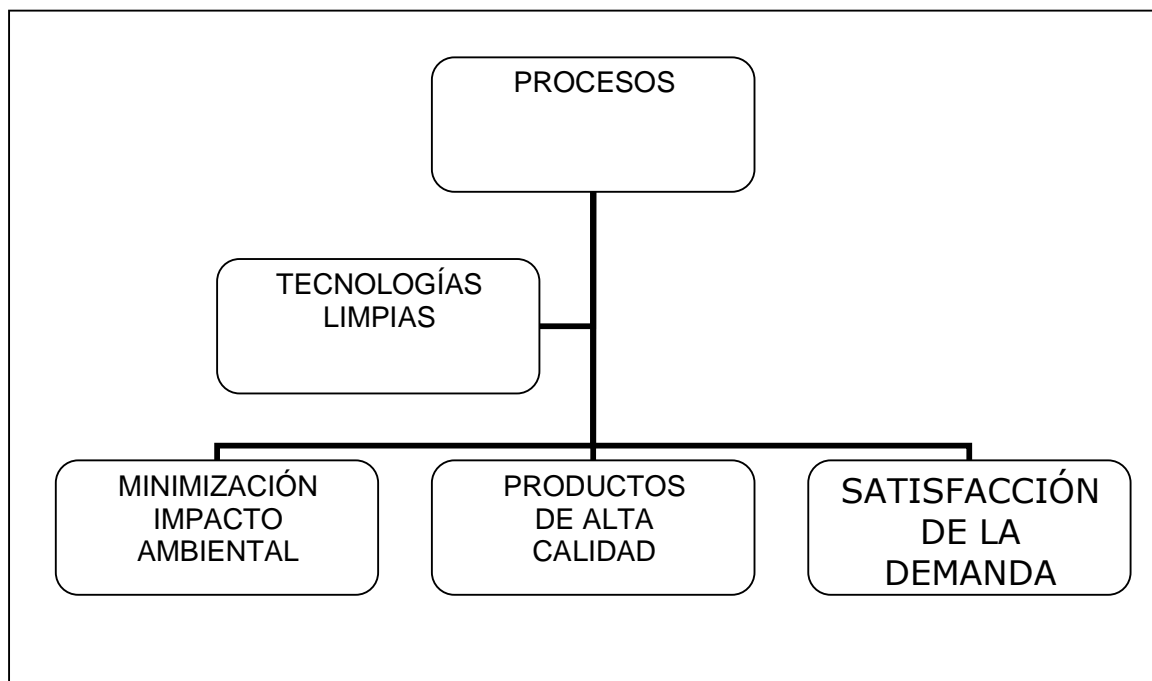 PROCESOS
TECNOLOGÍAS
LIMPIAS
MINIMIZACIÓN
IMPACTO
AMBIENTAL
PRODUCTOS
DE ALTA
CALIDAD
SATISFACCIÓN
DE LA
DEMANDA